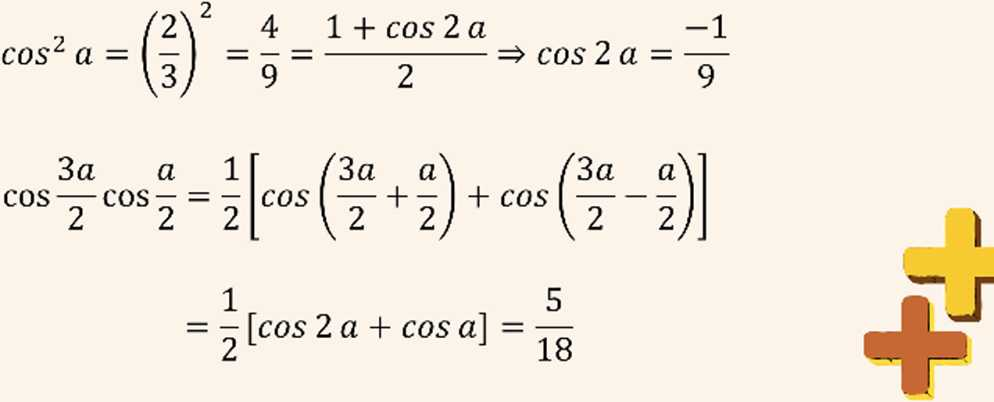 cos² a = (2/3)² = 4/9 = (1 + cos 2 a)/2 ⇒ cos 2 a = −1/9
cos 3a/2 cos a/2 = 1/2 [cos (3a/2 + a/2) + cos (3a/2 − a/2)]
= 1/2 [cos 2 a + cos a] = 5/18